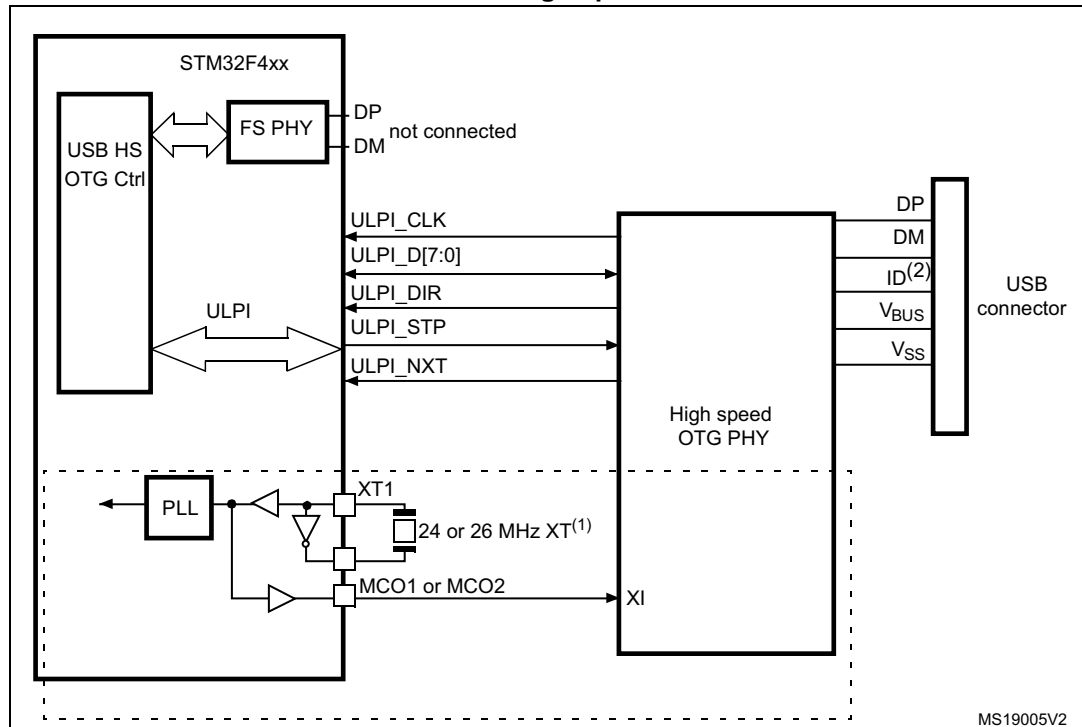 STM32F4xx
FS PHY
DP
DM
not connected
USB HS
OTG Ctrl
ULPI_CLK
ULPI_D[7:0]
ULPI_DIR
ULPI_STP
ULPI_NXT
ULPI
DP
DM
ID(2)
VBUS
VSS
USB
connector
High speed
OTG PHY
PLL
XT1
24 or 26 MHz XT(1)
MCO1 or MCO2
XI
MS19005V2